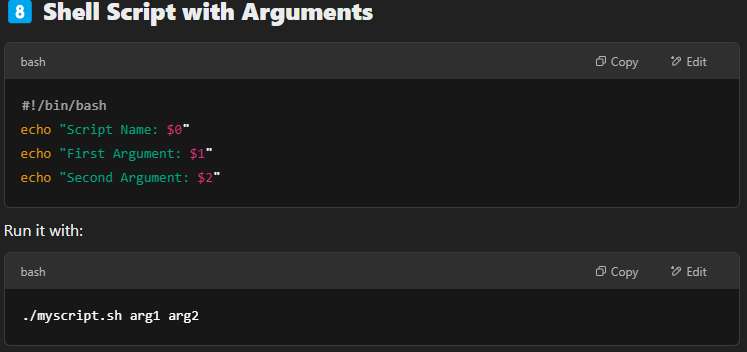 8 Shell Script with Arguments
bash Copy Edit
#!/bin/bash
echo "Script Name: $0"
echo "First Argument: $1"
echo "Second Argument: $2"
Run it with:
bash Copy Edit
./myscript.sh arg1 arg2